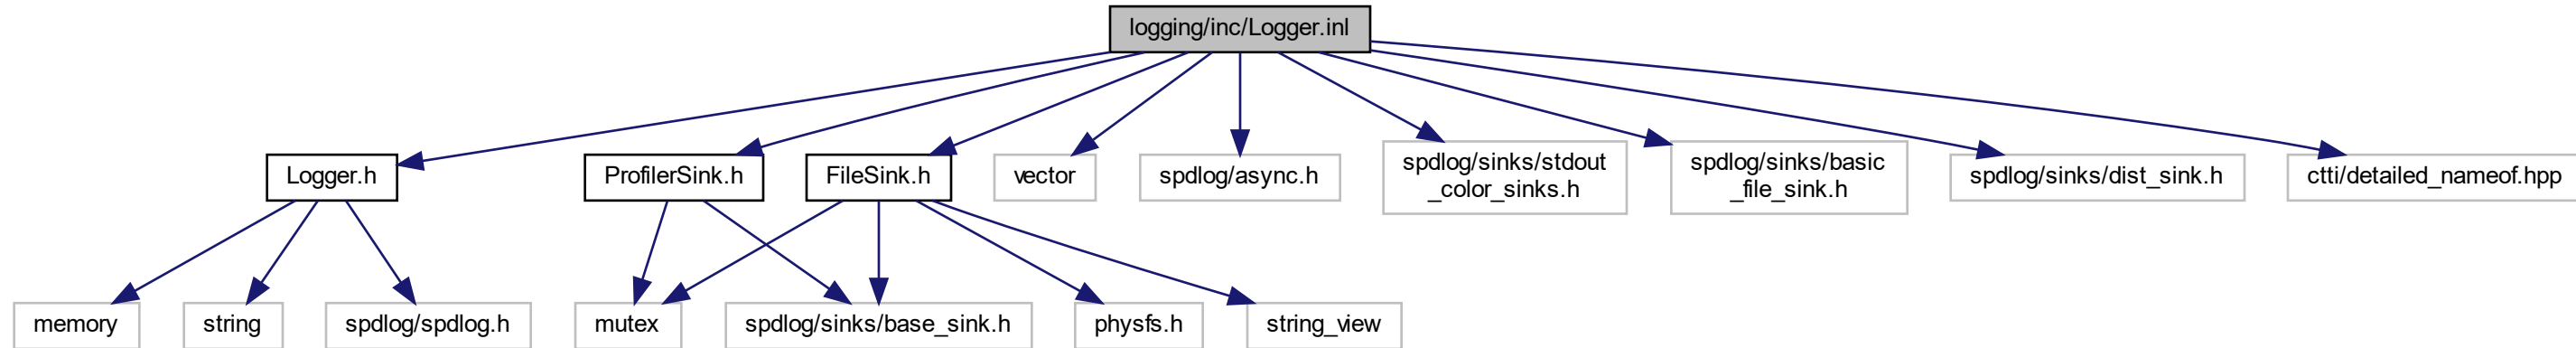 logging/inc/Logger.inl
Logger.h
ProfilerSink.h
FileSink.h
vector
spdlog/async.h
spdlog/sinks/stdout
_color_sinks.h
spdlog/sinks/basic
_file_sink.h
spdlog/sinks/dist_sink.h
ctti/detailed_nameof.hpp
memory
string
spdlog/spdlog.h
mutex
spdlog/sinks/base_sink.h
physfs.h
string_view